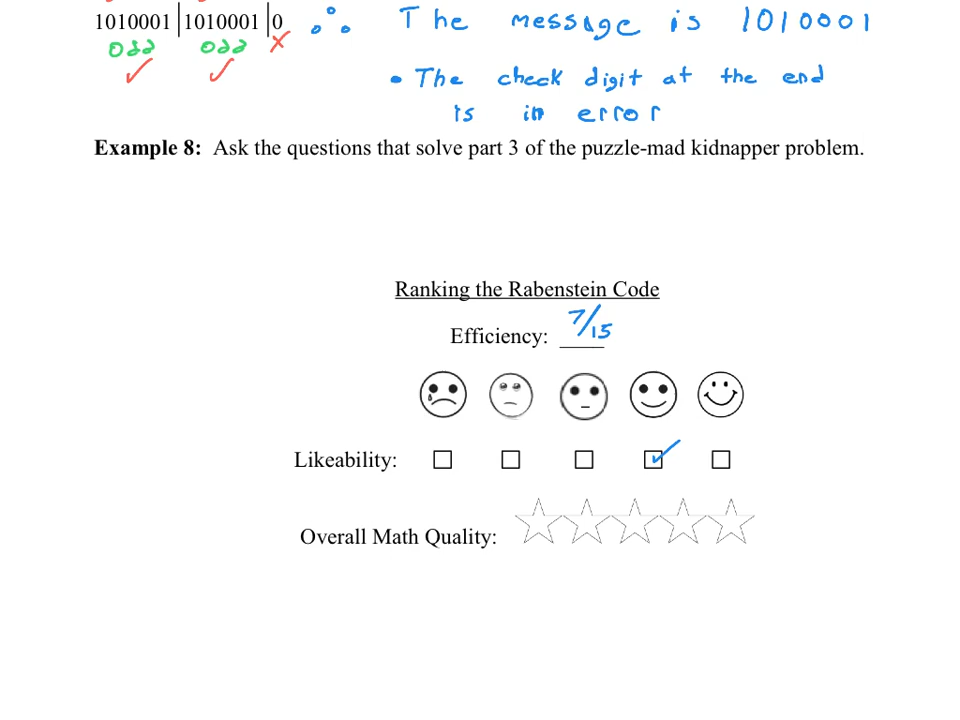 1010001|1010001|0 ∴ The message is 1010001
odd odd ×
✓ ✓ • The check digit at the end
is in error
Example 8: Ask the questions that solve part 3 of the puzzle-mad kidnapper problem.
Ranking the Rabenstein Code
Efficiency: 7/15
Likeability: ☐ ☐ ☐ ☑ ☐
Overall Math Quality: